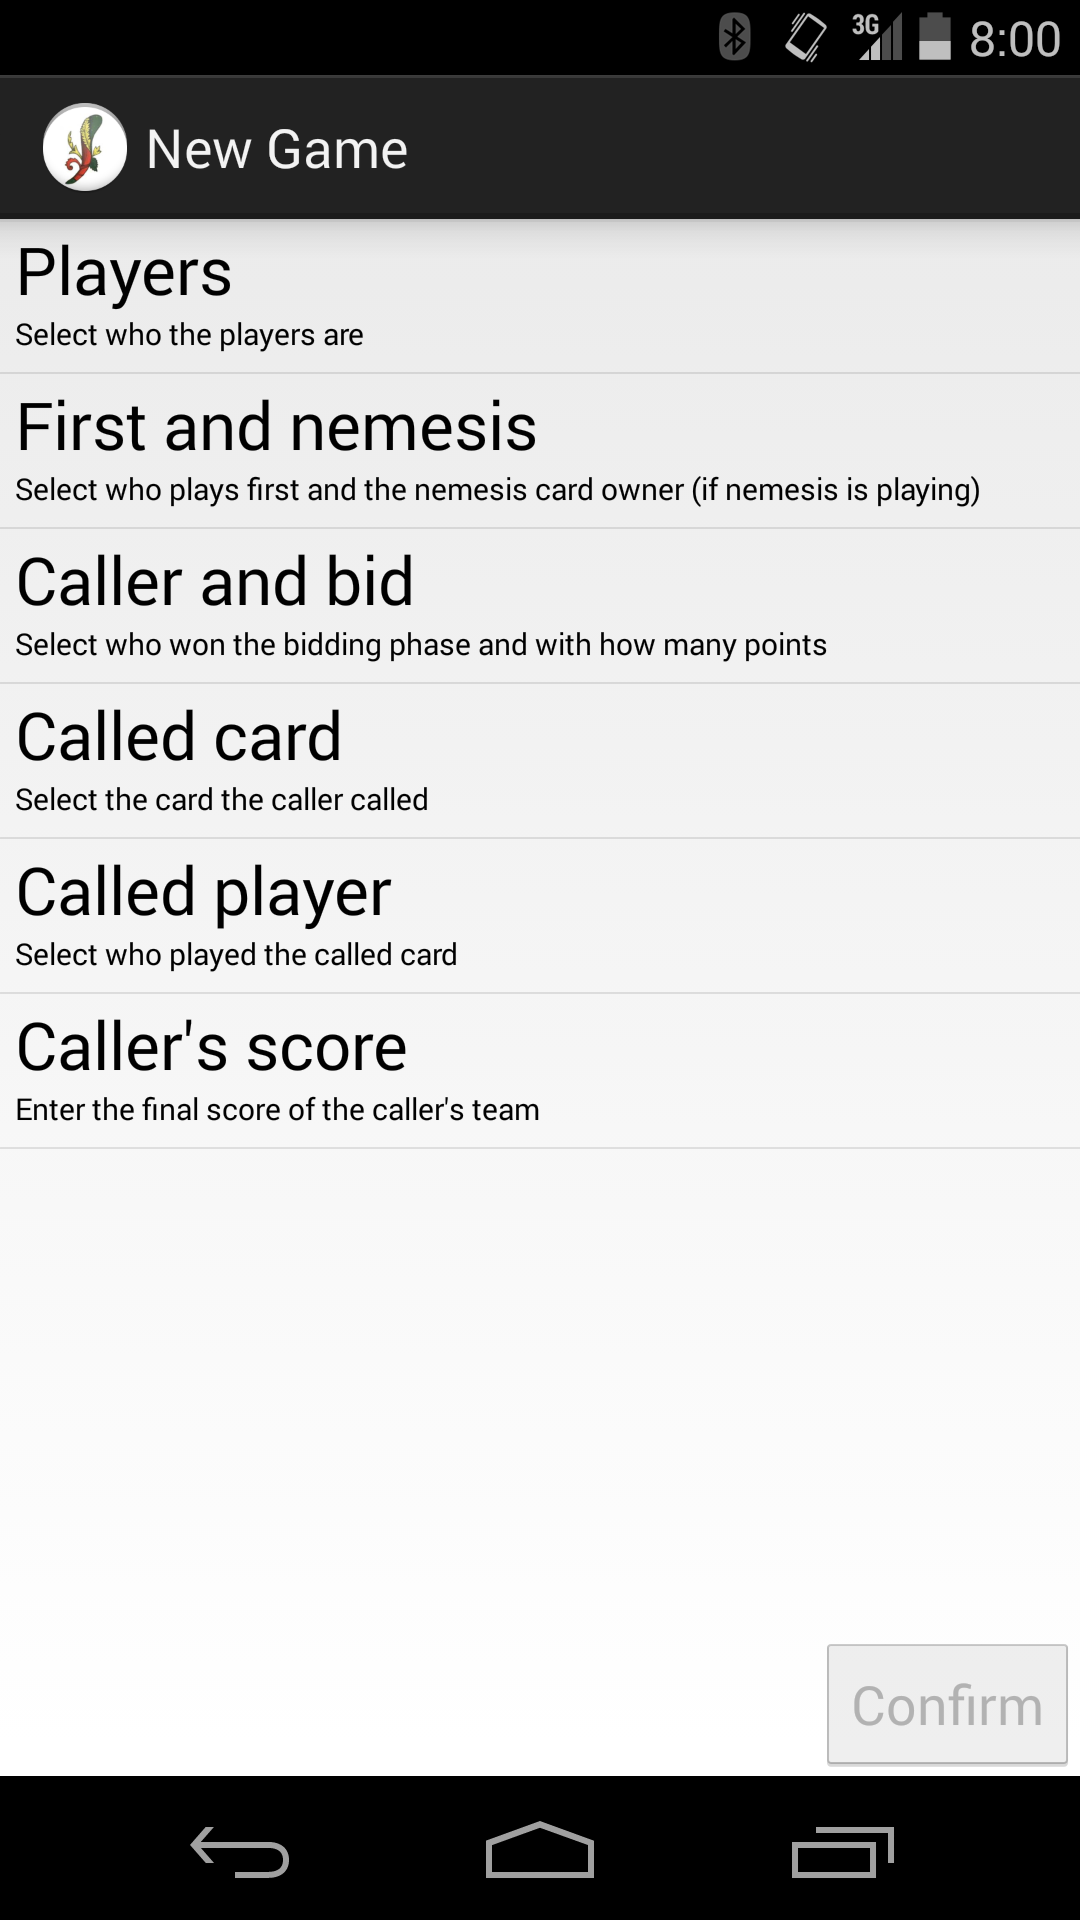 3G 8:00
New Game
Players
Select who the players are
First and nemesis
Select who plays first and the nemesis card owner (if nemesis is playing)
Caller and bid
Select who won the bidding phase and with how many points
Called card
Select the card the caller called
Called player
Select who played the called card
Caller's score
Enter the final score of the caller's team
Confirm